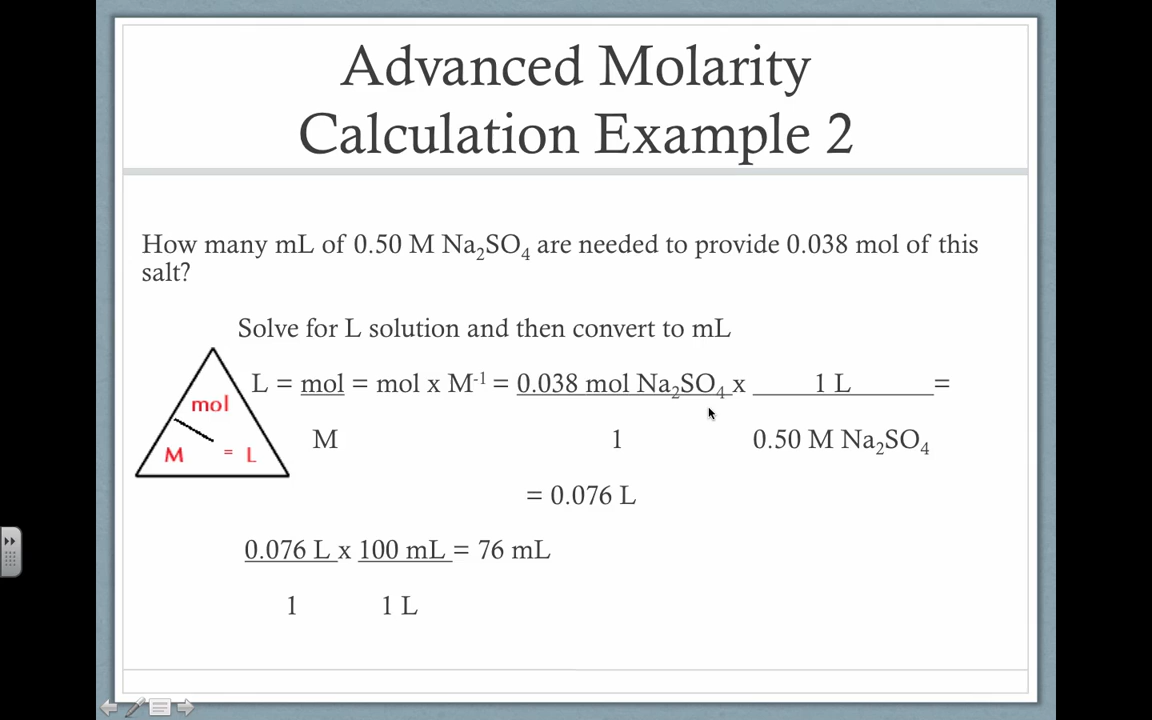 Advanced Molarity
Calculation Example 2
How many mL of 0.50 M Na₂SO₄ are needed to provide 0.038 mol of this
salt?
Solve for L solution and then convert to mL
L = mol = mol x M⁻¹ = 0.038 mol Na₂SO₄ x 1 L =
mol
M 1 0.50 M Na₂SO₄
M = L
= 0.076 L
0.076 L x 100 mL = 76 mL
1 1 L